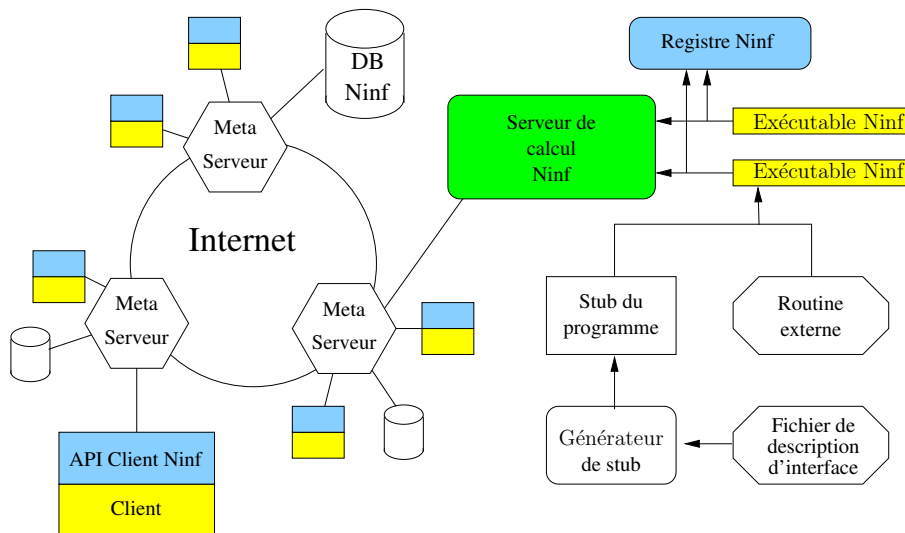 DB
Ninf
Meta
Serveur
Internet
Meta
Serveur
Meta
Serveur
API Client Ninf
Client
Registre Ninf
Serveur de
calcul
Ninf
Exécutable Ninf
Exécutable Ninf
Stub du
programme
Routine
externe
Générateur
de stub
Fichier de
description
d'interface